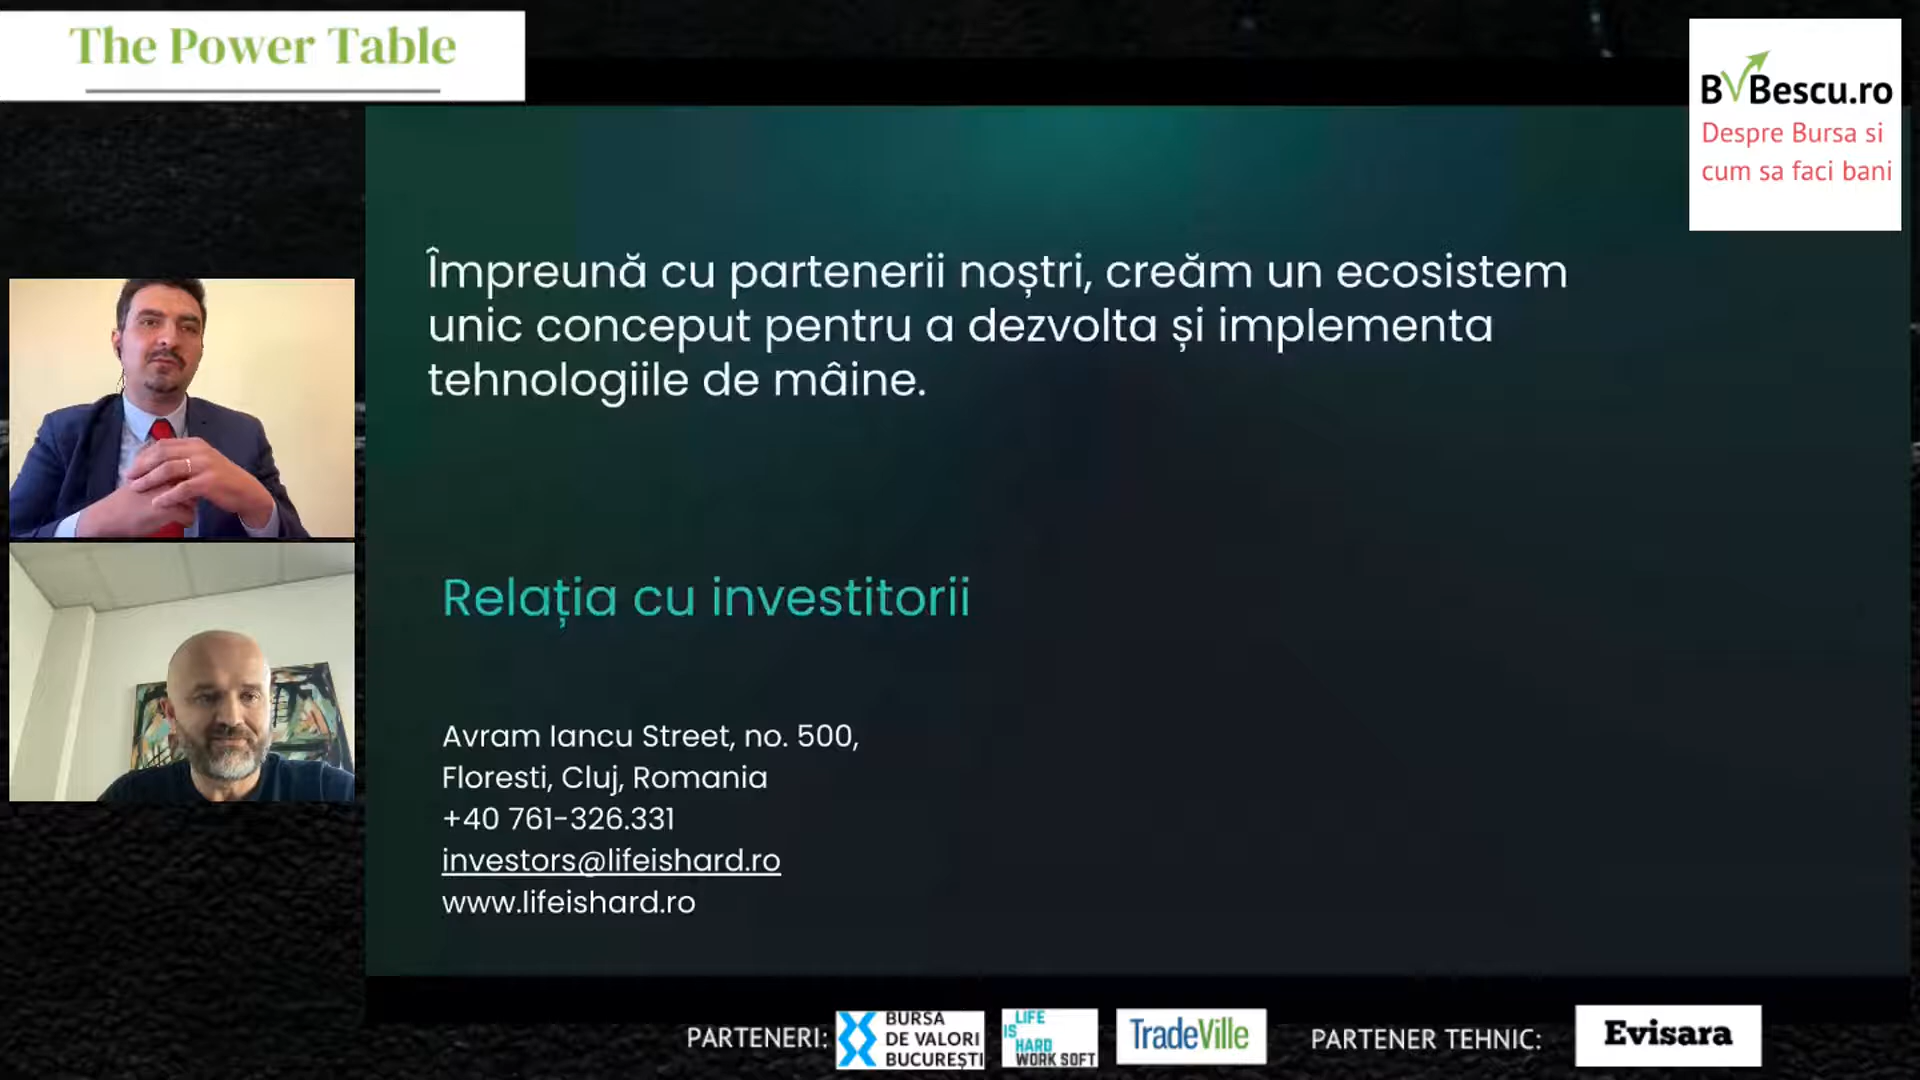 The Power Table
BVBescu.ro
Despre Bursa si
cum sa faci bani
Împreună cu partenerii noștri, creăm un ecosistem
unic conceput pentru a dezvolta și implementa
tehnologiile de mâine.
Relația cu investitorii
Avram Iancu Street, no. 500,
Floresti, Cluj, Romania
+40 761-326.331
investors@lifeishard.ro
www.lifeishard.ro
PARTENERI:
BURSA
DE VALORI
BUCUREȘTI
LIFE
IS
HARD
WORK SOFT
TradeVille
PARTENER TEHNIC:
Evisara